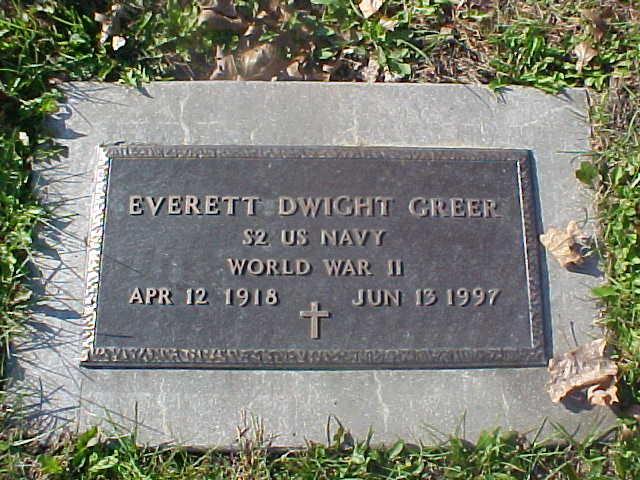 EVERETT DWIGHT GREER
S2 US NAVY
WORLD WAR II
APR 12 1918 JUN 13 1997